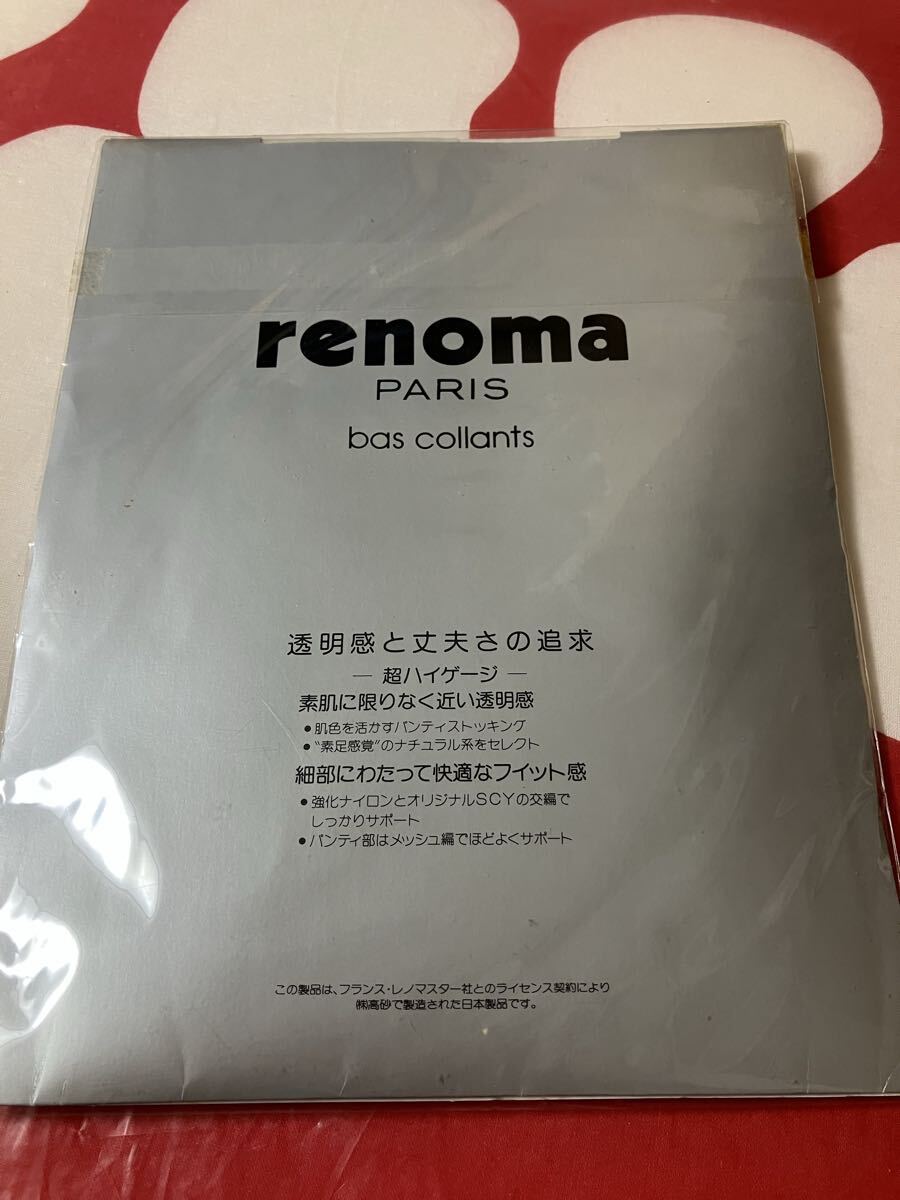 renoma
PARIS
bas collants
透明感と丈夫さの追求
― 超ハイゲージ ―
素肌に限りなく近い透明感
●肌色を活かすパンティストッキング
●"素足感覚"のナチュラル系をセレクト
細部にわたって快適なフィット感
●強化ナイロンとオリジナルSCYの交編で
しっかりサポート
●パンティ部はメッシュ編でほどよくサポート
この製品は、フランス・レノマスター社とのライセンス契約により
㈱高砂で製造された日本製品です。